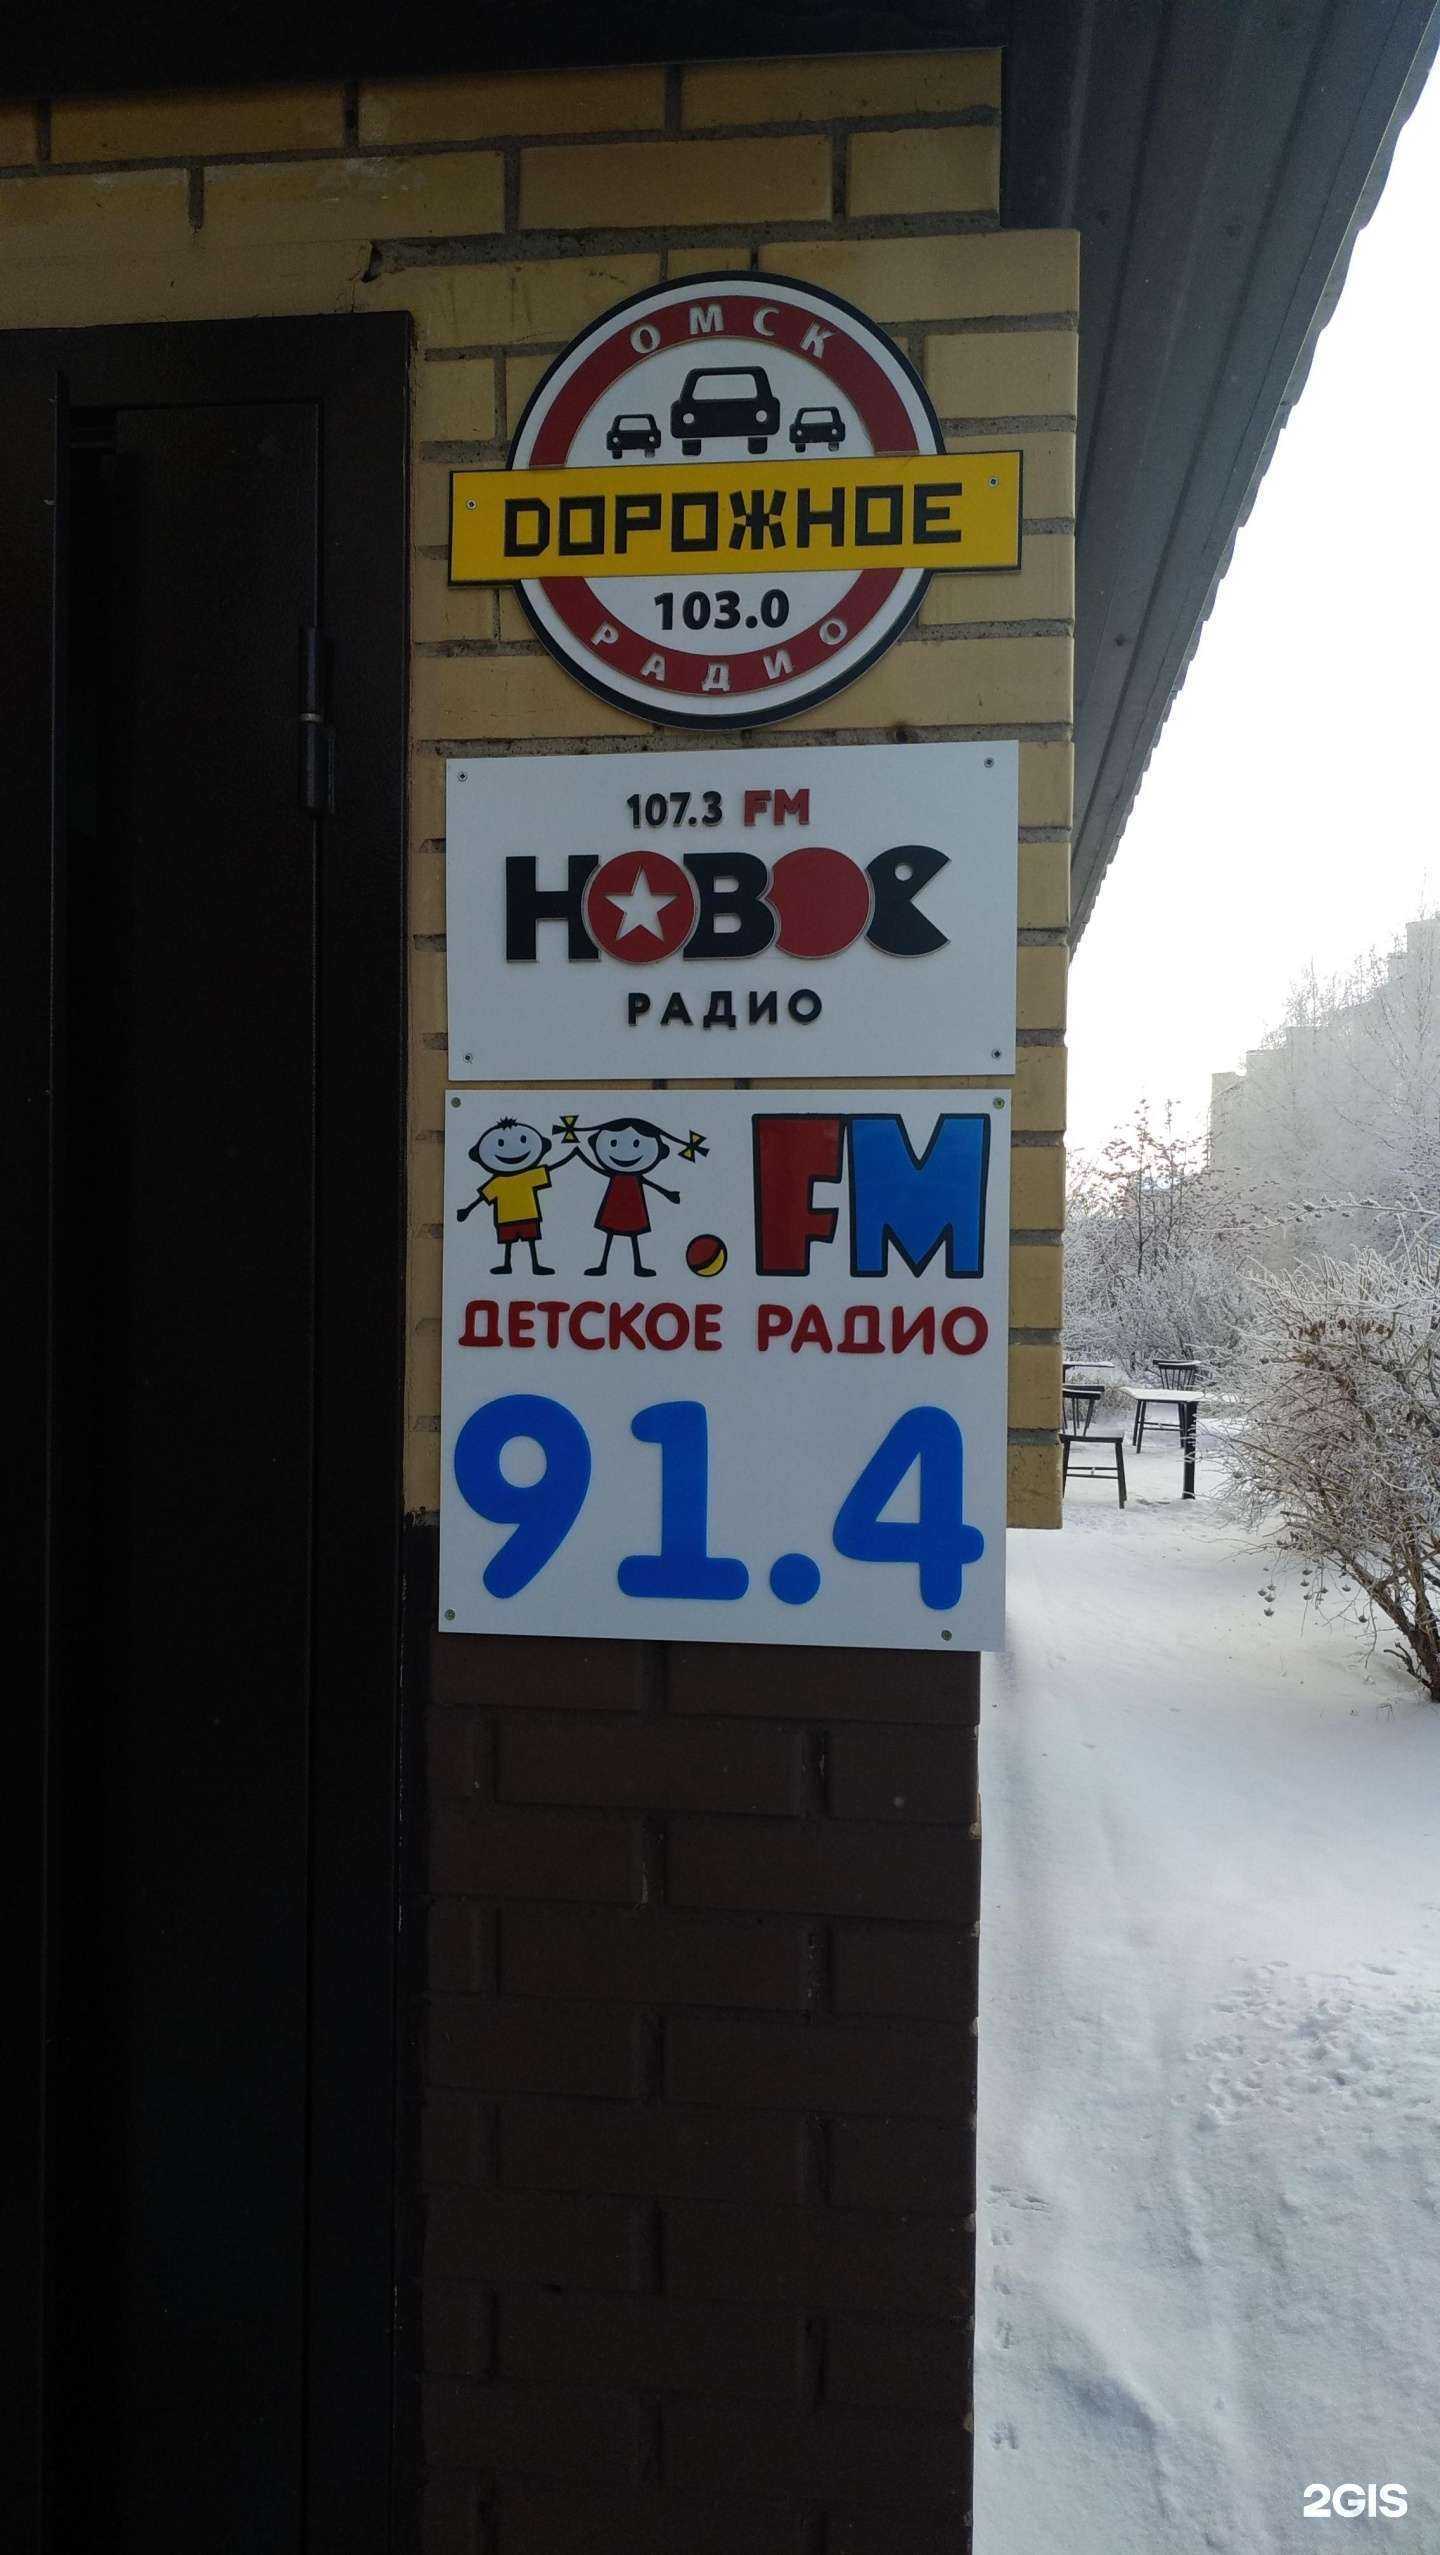 ОМСК
ДОРОЖНОЕ
103.0
РАДИО
107.3 FM
НОВОЕ
РАДИО
.FM
ДЕТСКОЕ РАДИО
91.4
2GIS